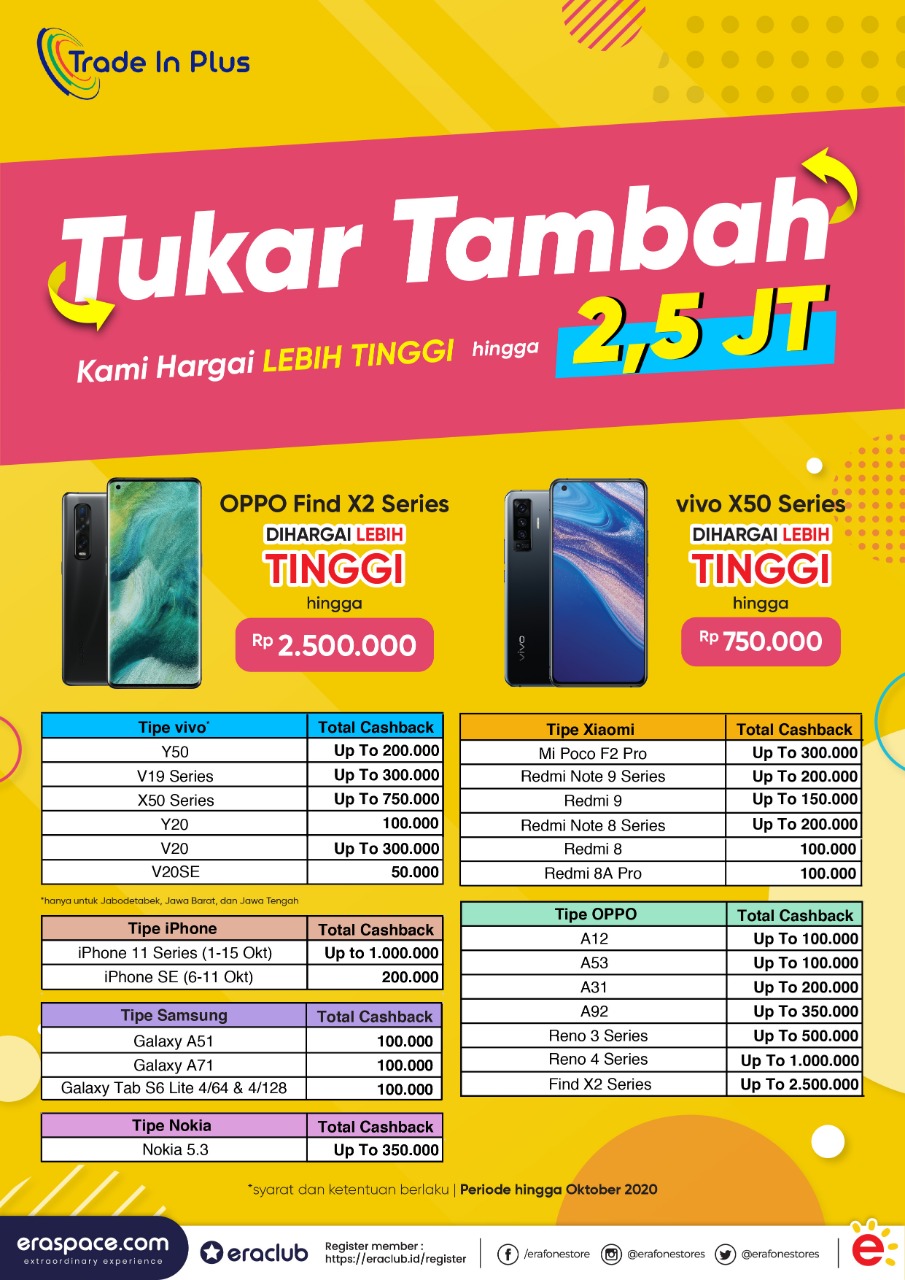 Trade In Plus
Tukar Tambah
Kami Hargai LEBIH TINGGI hingga 2,5 JT
OPPO Find X2 Series
DIHARGAI LEBIH
TINGGI
hingga
Rp 2.500.000
vivo X50 Series
DIHARGAI LEBIH
TINGGI
hingga
Rp 750.000
vivo
Tipe vivo* Total Cashback
Y50 Up To 200.000
V19 Series Up To 300.000
X50 Series Up To 750.000
Y20 100.000
V20 Up To 300.000
V20SE 50.000
*hanya untuk Jabodetabek, Jawa Barat, dan Jawa Tengah
Tipe iPhone Total Cashback
iPhone 11 Series (1-15 Okt) Up to 1.000.000
iPhone SE (6-11 Okt) 200.000
Tipe Samsung Total Cashback
Galaxy A51 100.000
Galaxy A71 100.000
Galaxy Tab S6 Lite 4/64 & 4/128 100.000
Tipe Nokia Total Cashback
Nokia 5.3 Up To 350.000
Tipe Xiaomi Total Cashback
Mi Poco F2 Pro Up To 300.000
Redmi Note 9 Series Up To 200.000
Redmi 9 Up To 150.000
Redmi Note 8 Series Up To 200.000
Redmi 8 100.000
Redmi 8A Pro 100.000
Tipe OPPO Total Cashback
A12 Up To 100.000
A53 Up To 100.000
A31 Up To 200.000
A92 Up To 350.000
Reno 3 Series Up To 500.000
Reno 4 Series Up To 1.000.000
Find X2 Series Up To 2.500.000
*syarat dan ketentuan berlaku | Periode hingga Oktober 2020
eraspace.com
extraordinary experience
eraclub
Register member :
https://eraclub.id/register
/erafonestore
@erafonestores
@erafonestores
e